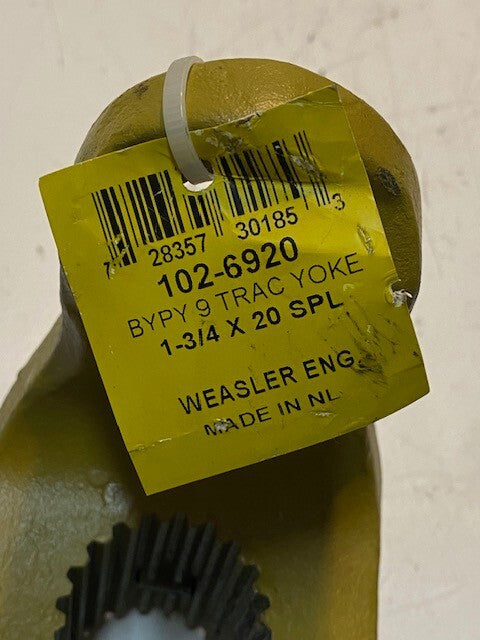 7 28357 30185 3
102-6920
BYPY 9 TRAC YOKE
1-3/4 X 20 SPL
WEASLER ENG.
MADE IN NL